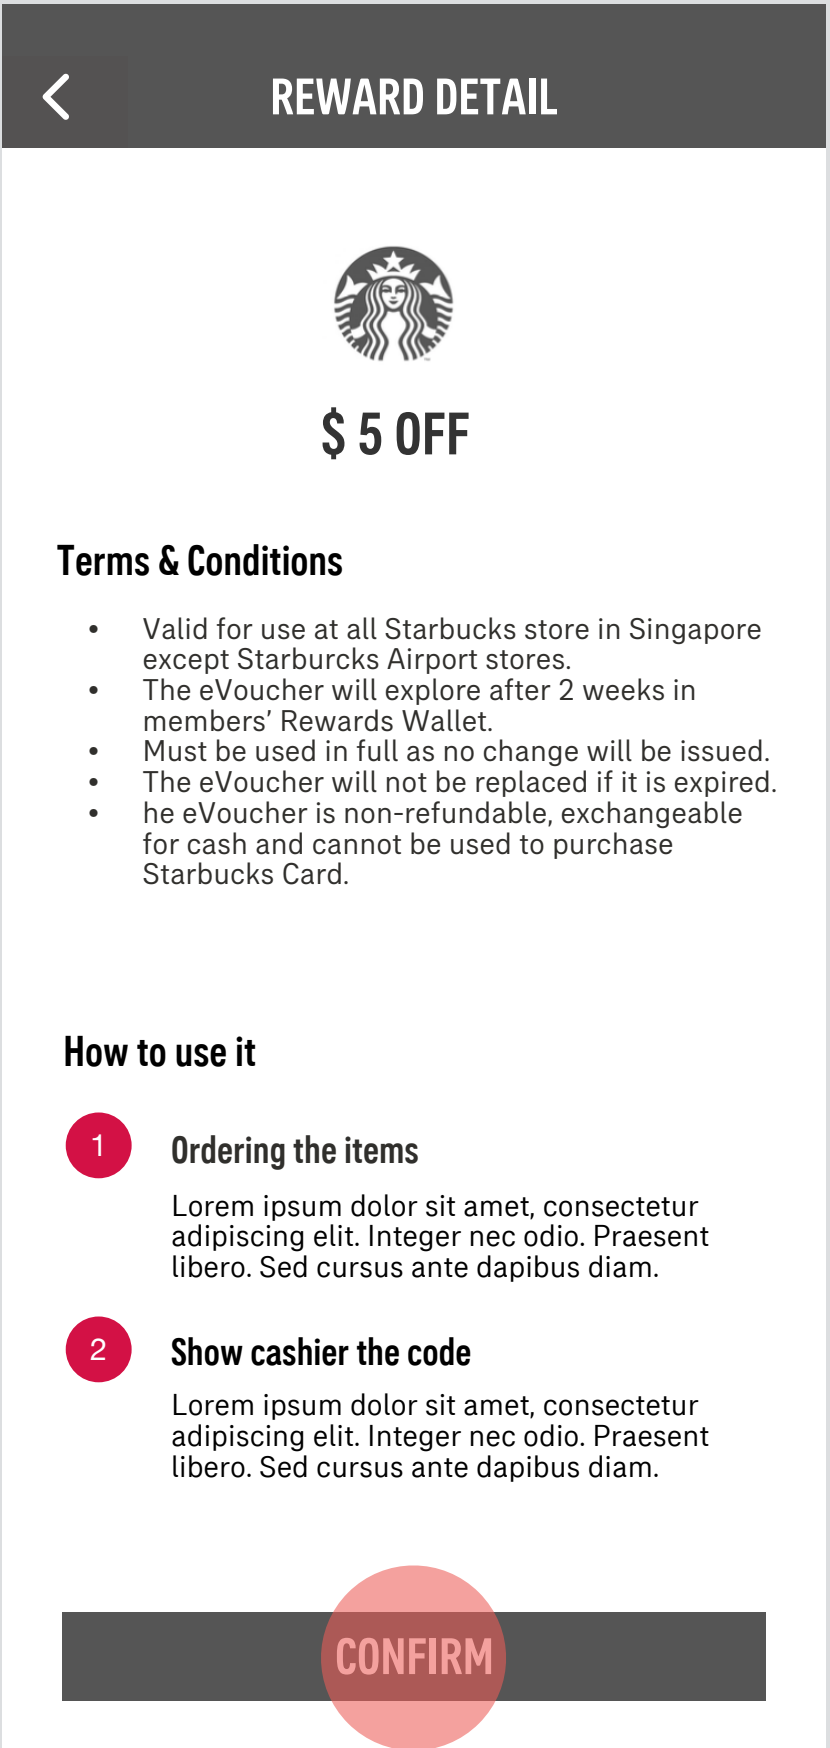 REWARD DETAIL
$ 5 OFF
Terms & Conditions
• Valid for use at all Starbucks store in Singapore
except Starburcks Airport stores.
• The eVoucher will explore after 2 weeks in
members’ Rewards Wallet.
• Must be used in full as no change will be issued.
• The eVoucher will not be replaced if it is expired.
• he eVoucher is non-refundable, exchangeable
for cash and cannot be used to purchase
Starbucks Card.
How to use it
1 Ordering the items
Lorem ipsum dolor sit amet, consectetur
adipiscing elit. Integer nec odio. Praesent
libero. Sed cursus ante dapibus diam.
2 Show cashier the code
Lorem ipsum dolor sit amet, consectetur
adipiscing elit. Integer nec odio. Praesent
libero. Sed cursus ante dapibus diam.
CONFIRM